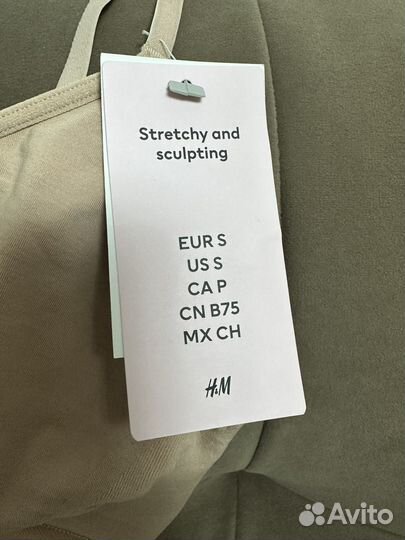 Stretchy and
sculpting
EUR S
US S
CA P
CN B75
MX CH
H&M
Avito